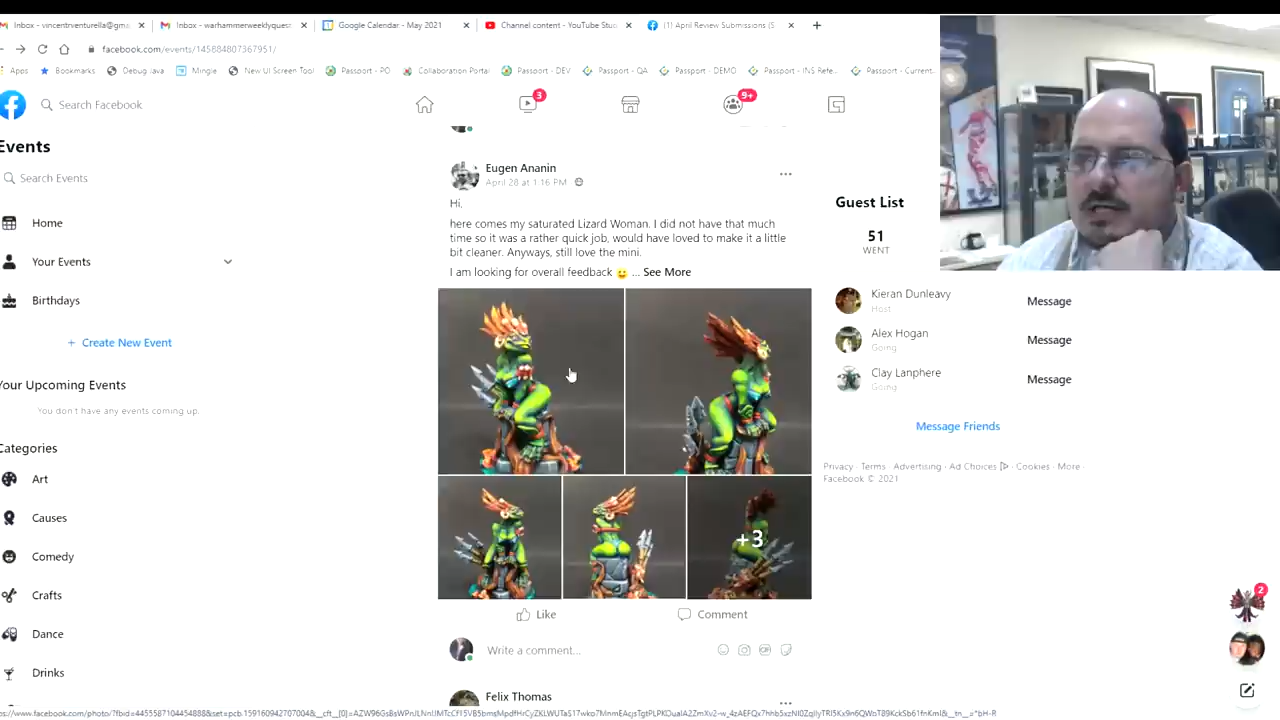 Inbox - vincentrventurella@gma
Inbox - warhammerweeklyquest
Google Calendar - May 2021
Channel content - YouTube Stu
(1) April Review Submissions (S
facebook.com/events/145884807367951/
Apps
Bookmarks
Debug Java
Mingle
New UI Screen Tool
Passport - PO
Collaboration Portal
Passport - DEV
Passport - QA
Passport - DEMO
Passport - INS Refe...
Passport - Current...
Search Facebook
3
9+
Events
Search Events
Home
Your Events
Birthdays
+ Create New Event
Your Upcoming Events
You don't have any events coming up.
Categories
Art
Causes
Comedy
Crafts
Dance
Drinks
Eugen Ananin
April 28 at 1:16 PM
Hi,
here comes my saturated Lizard Woman. I did not have that much
time so it was a rather quick job, would have loved to make it a little
bit cleaner. Anyways, still love the mini.
I am looking for overall feedback 😀 ... See More
+3
Like
Comment
Write a comment...
Felix Thomas
Guest List
51
WENT
Kieran Dunleavy
Host
Message
Alex Hogan
Going
Message
Clay Lanphere
Going
Message
Message Friends
Privacy · Terms · Advertising · Ad Choices · Cookies · More ·
Facebook © 2021
2